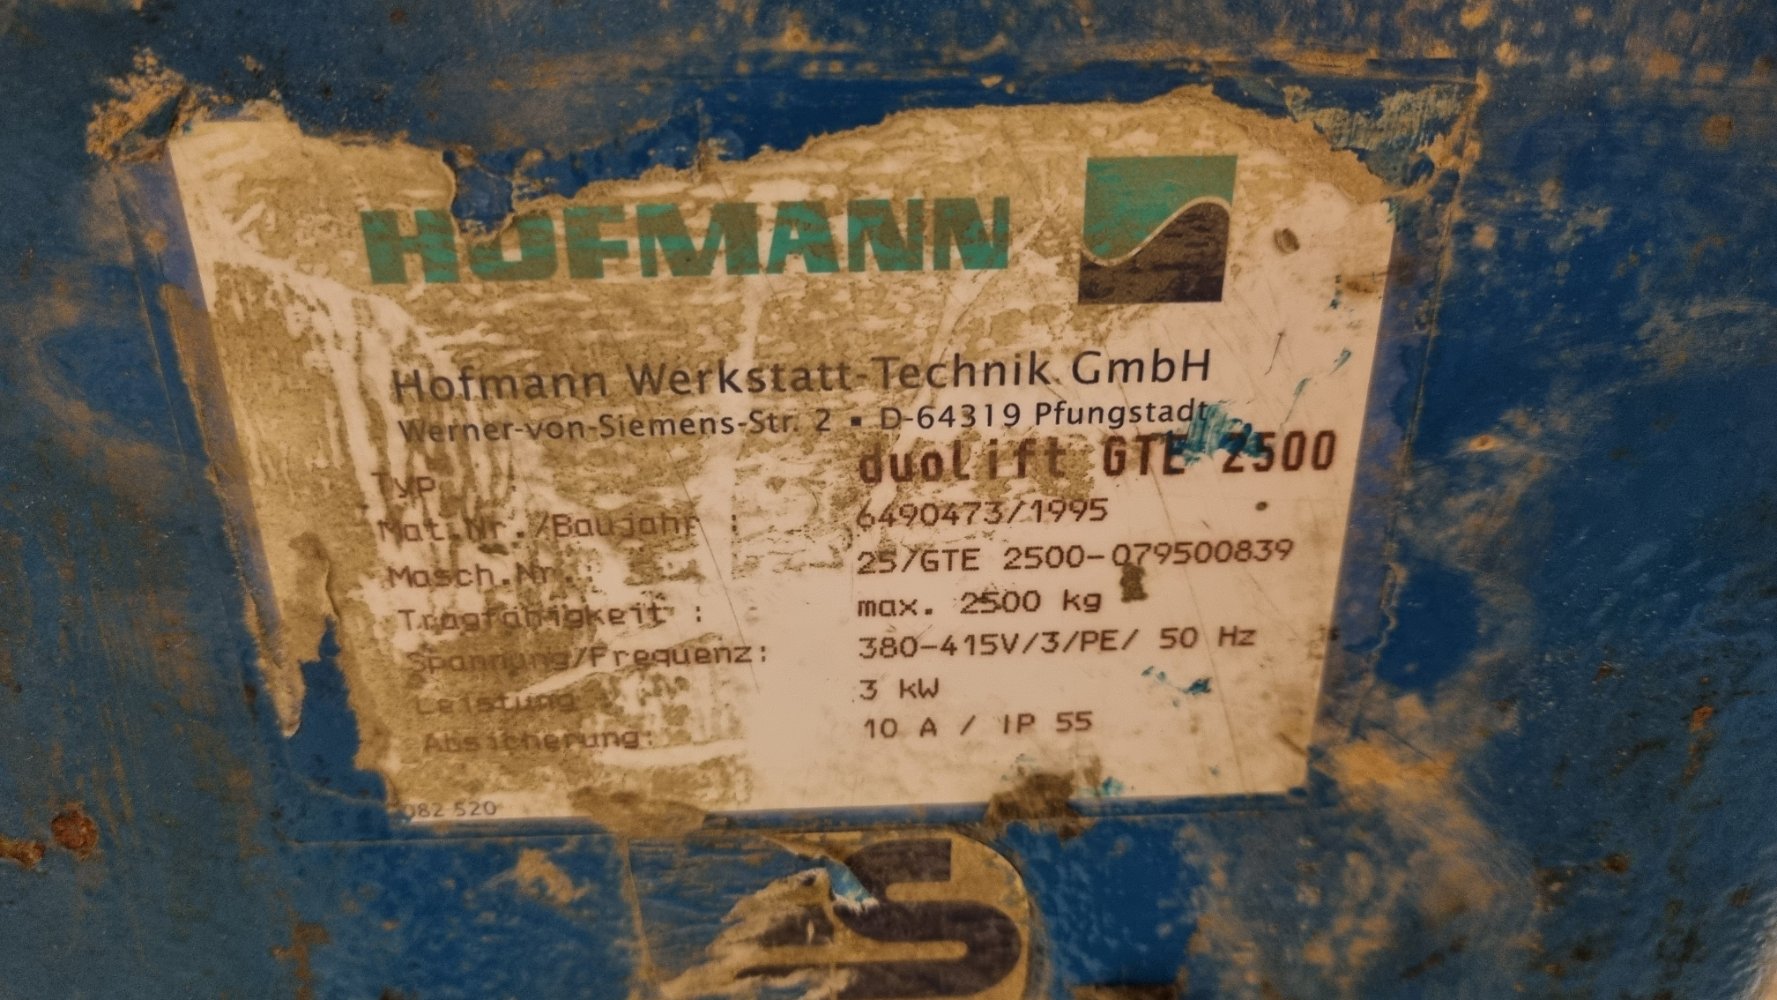 HOFMANN
Hofmann Werkstatt-Technik GmbH
Werner-von-Siemens-Str. 2 ▪ D-64319 Pfungstadt
Typ : duolift GTE 2500
Mat.Nr./Baujahr : 6490473/1995
Masch.Nr.: 25/GTE 2500-079500839
Tragfähigkeit : max. 2500 kg
Spannung/Frequenz: 380-415V/3/PE/ 50 Hz
Leistung 3 kW
Absicherung: 10 A / IP 55
082 520
S